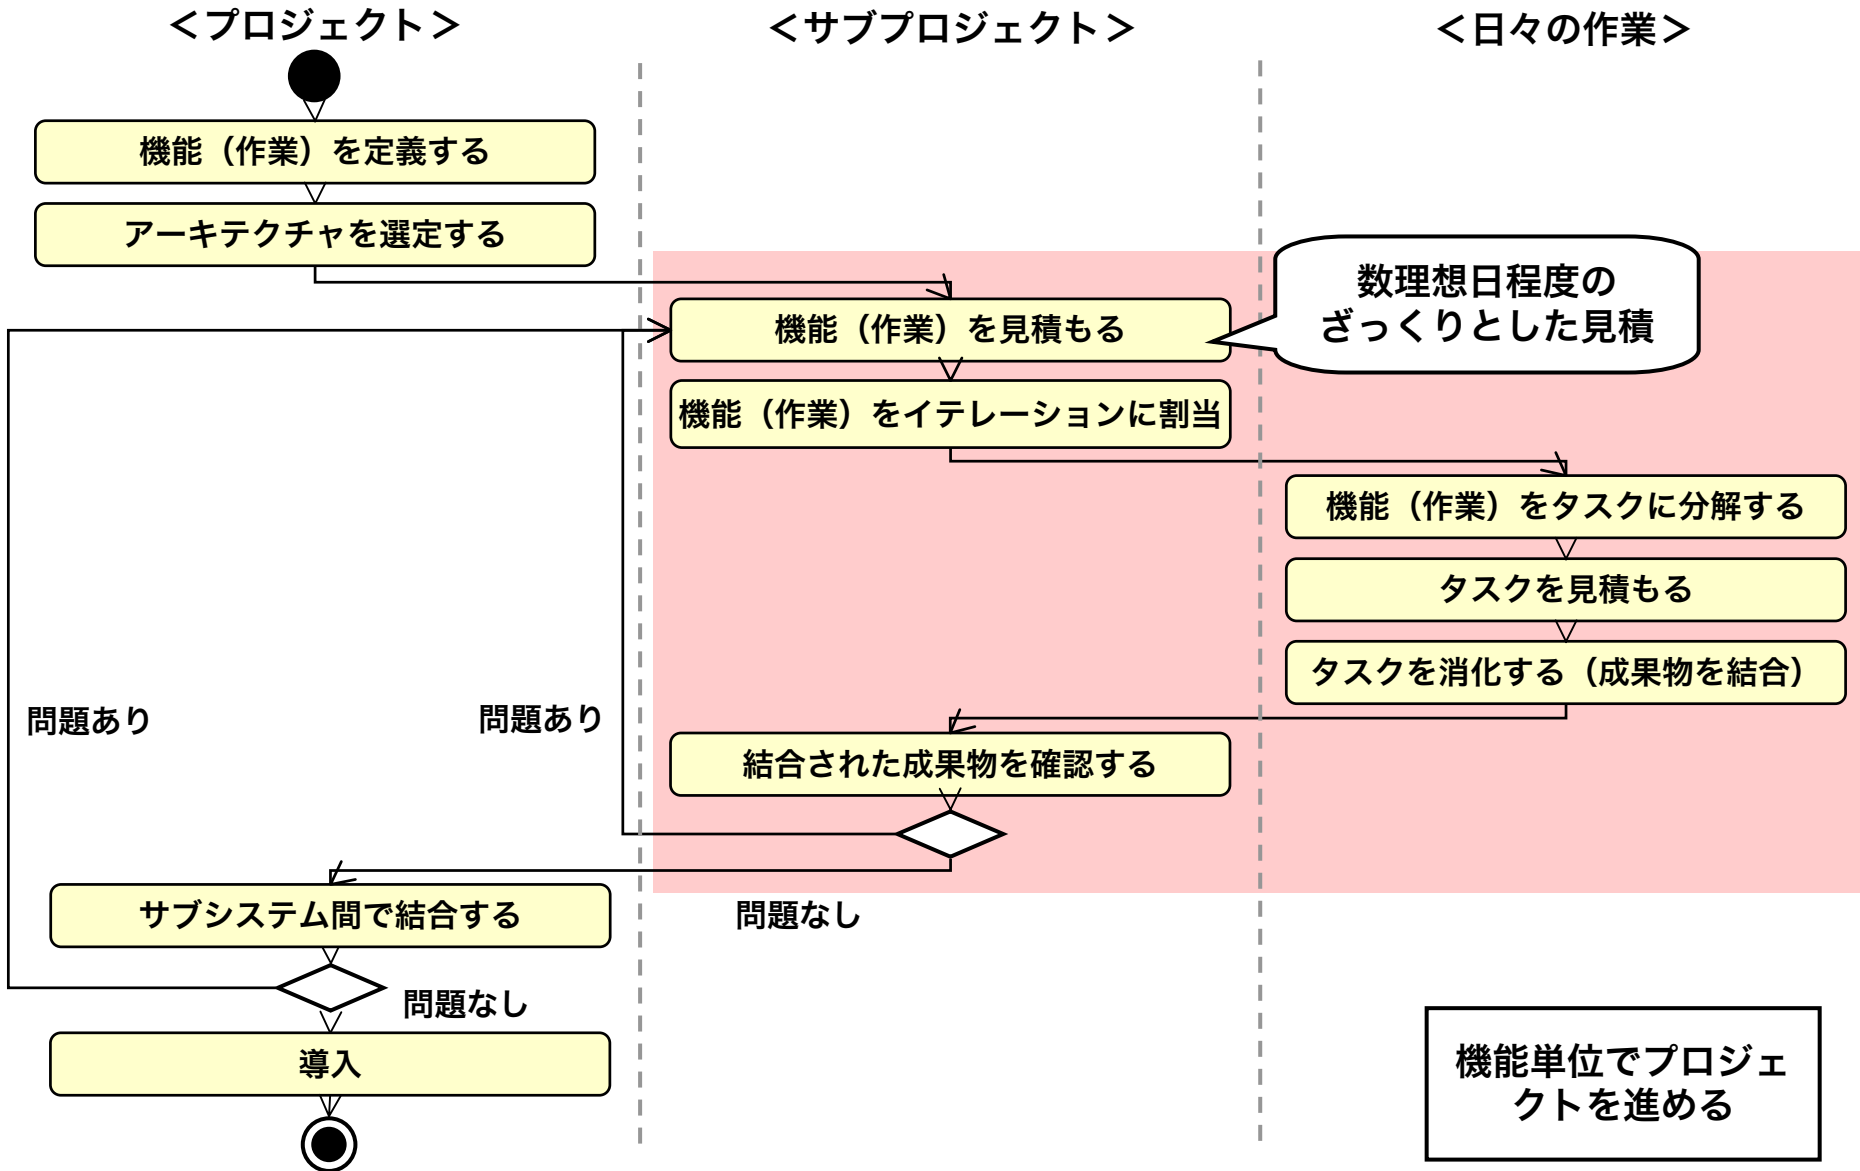 ＜プロジェクト＞
＜サブプロジェクト＞
＜日々の作業＞
機能（作業）を定義する
アーキテクチャを選定する
数理想日程度の
ざっくりとした見積
機能（作業）を見積もる
機能（作業）をイテレーションに割当
機能（作業）をタスクに分解する
タスクを見積もる
タスクを消化する（成果物を結合）
問題あり
問題あり
結合された成果物を確認する
サブシステム間で結合する
問題なし
問題なし
導入
機能単位でプロジェ
クトを進める